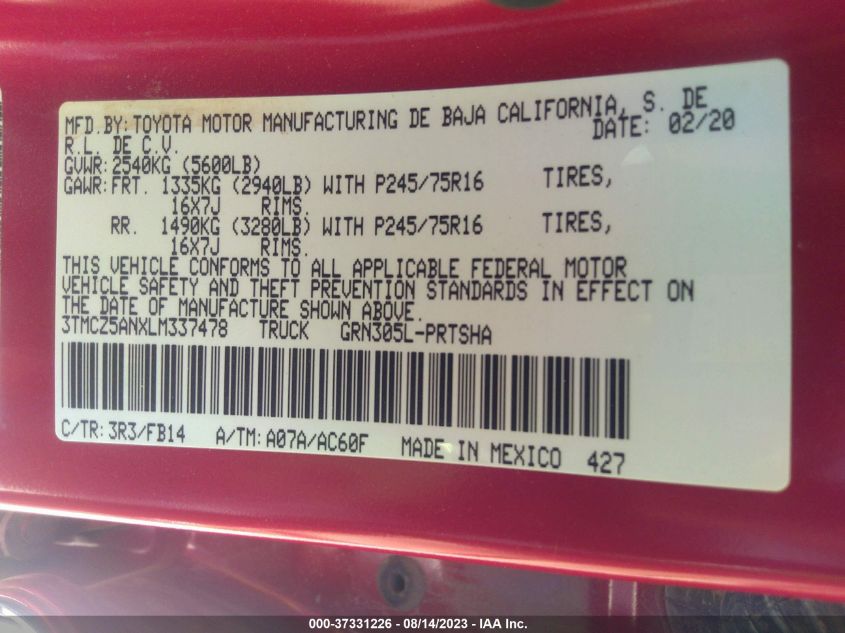 MFD.BY:TOYOTA MOTOR MANUFACTURING DE BAJA CALIFORNIA, S. DE
R.L. DE C.V. DATE: 02/20
GVWR:2540KG (5600LB)
GAWR:FRT. 1335KG (2940LB) WITH P245/75R16 TIRES,
16X7J RIMS.
RR. 1490KG (3280LB) WITH P245/75R16 TIRES,
16X7J RIMS.
THIS VEHICLE CONFORMS TO ALL APPLICABLE FEDERAL MOTOR
VEHICLE SAFETY AND THEFT PREVENTION STANDARDS IN EFFECT ON
THE DATE OF MANUFACTURE SHOWN ABOVE.
3TMCZ5ANXLM337478 TRUCK GRN305L-PRTSHA
C/TR:3R3/FB14 A/TM:A07A/AC60F MADE IN MEXICO 427
000-37331226 - 08/14/2023 - IAA Inc.